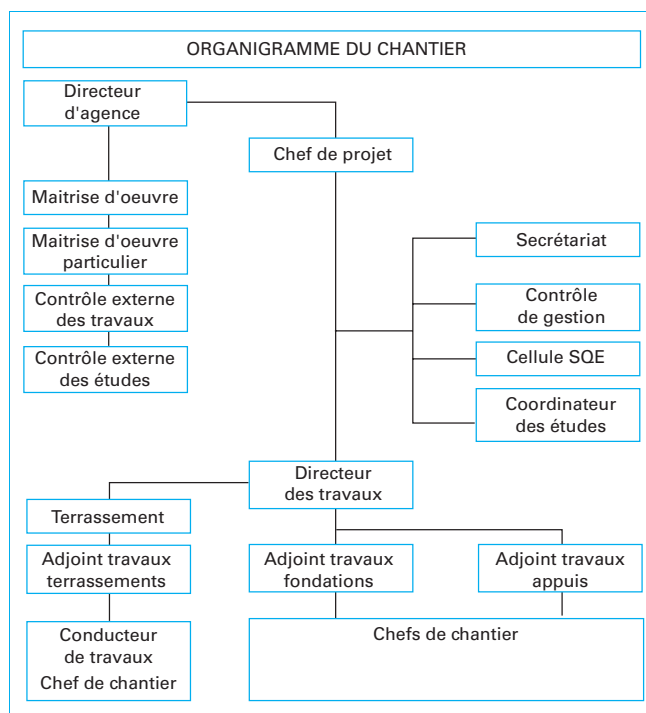 ORGANIGRAMME DU CHANTIER
Directeur
d'agence
Chef de projet
Maitrise d'oeuvre
Maitrise d'oeuvre
particulier
Contrôle externe
des travaux
Contrôle externe
des études
Secrétariat
Contrôle
de gestion
Cellule SQE
Coordinateur
des études
Directeur
des travaux
Terrassement
Adjoint travaux
terrassements
Adjoint travaux
fondations
Adjoint travaux
appuis
Conducteur
de travaux
Chef de chantier
Chefs de chantier